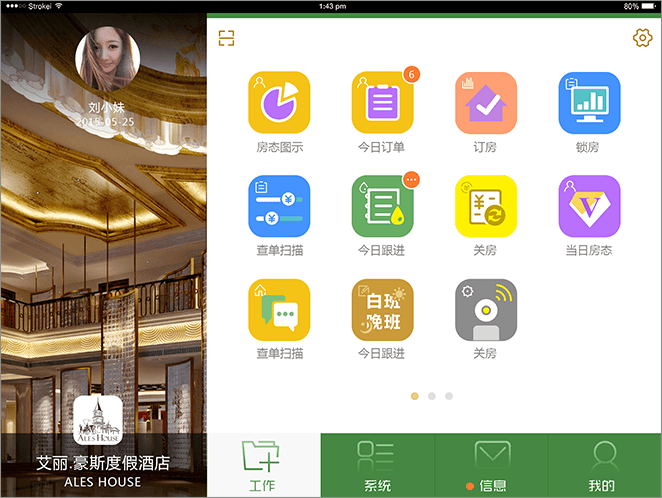 Strokei
1:43 pm
80%
刘小妹
2015-05-25
6
房态图示
今日订单
订房
锁房
¥
¥
V
查单扫描
今日跟进
关房
当日房态
白班
晚班
查单扫描
今日跟进
关房
ALES HOUSE
艾丽.豪斯度假酒店
ALES HOUSE
工作
系统
信息
我的